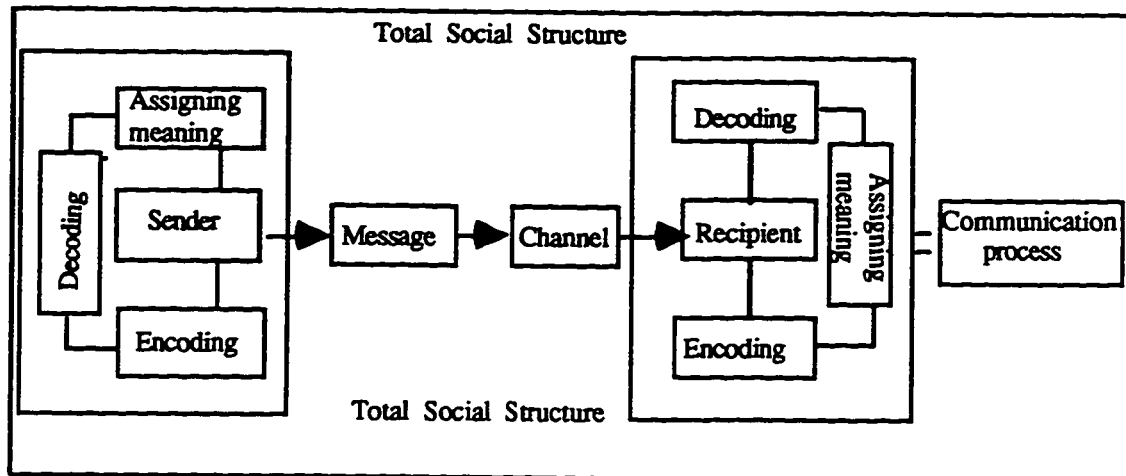 Total Social Structure
Assigning
meaning
Decoding
Sender
Encoding
Message
Channel
Decoding
Recipient
Encoding
Assigning
meaning
Communication
process
Total Social Structure